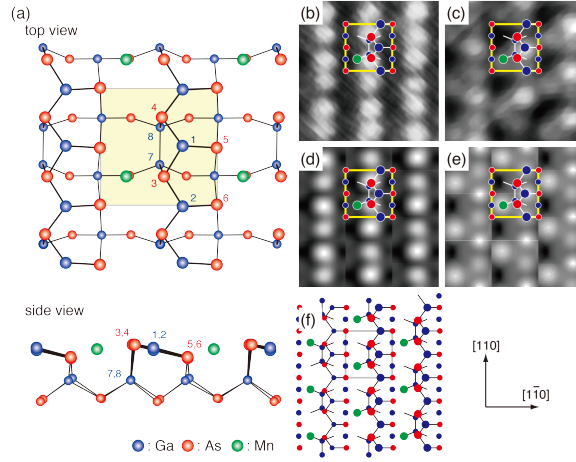 (a)
top view
4
8
1
5
7
3
2
6
side view
3,4
1,2
5,6
7,8
: Ga : As : Mn
(b)
(c)
(d)
(e)
(f)
[110]
[11̅0]